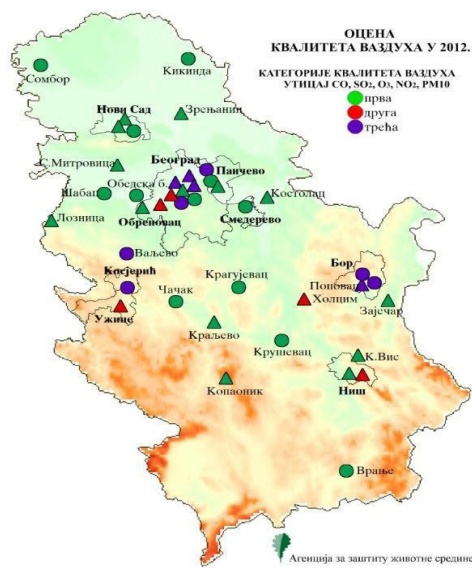 ОЦЕНА
КВАЛИТЕТА ВАЗДУХА У 2012.
КАТЕГОРИЈЕ КВАЛИТЕТА ВАЗДУХА
УТИЦАЈ CO, SO2, O3, NO2, PM10
прва
друга
трећа
Сомбор
Кикинда
Нови Сад
Зрењанин
С.Митровица
Београд
Панчево
Шабац
Обедска б.
Костолац
Лозница
Обреновац
Смедерево
Ваљево
Бор
Косјерић
Крагујевац
Поповац
Чачак
Холцим
Зајечар
Ужице
Краљево
Крушевац
К.Вис
Копаоник
Ниш
Врање
Агенција за заштиту животне средине